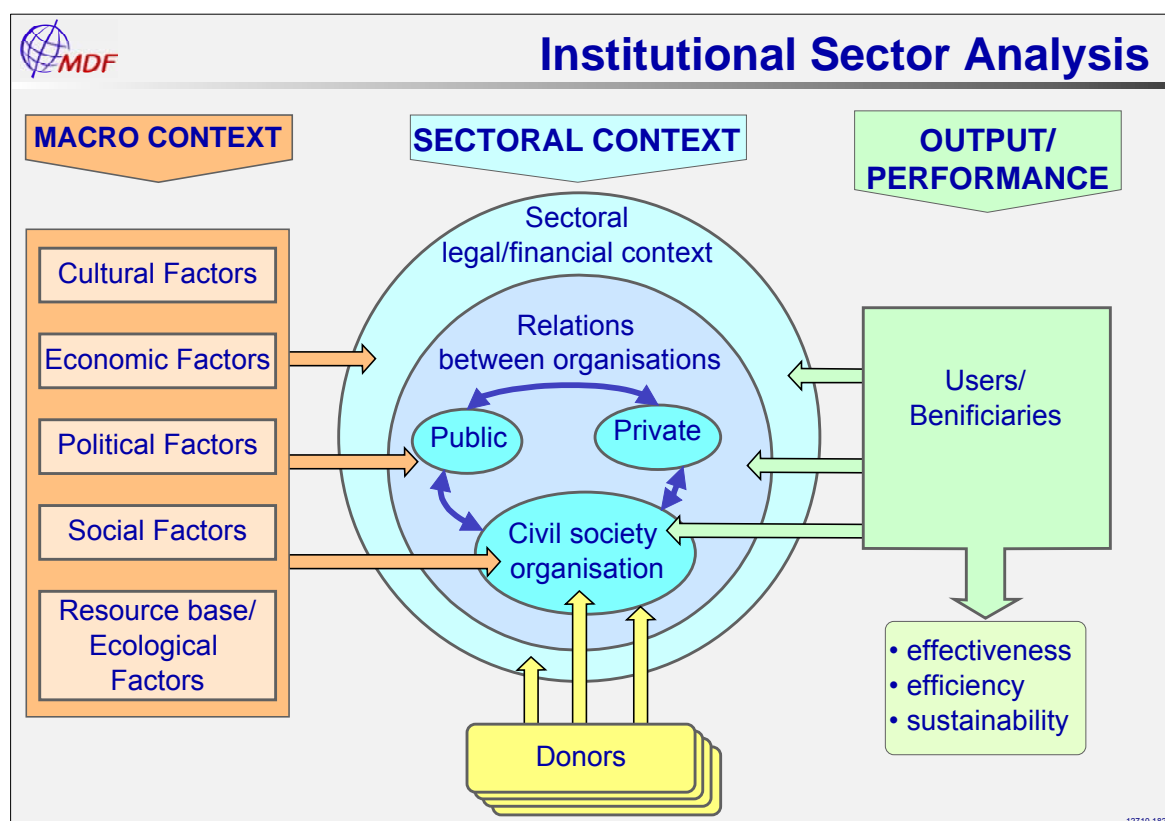 MDF
Institutional Sector Analysis
MACRO CONTEXT
SECTORAL CONTEXT
OUTPUT/
PERFORMANCE
Cultural Factors
Economic Factors
Political Factors
Social Factors
Resource base/
Ecological
Factors
Sectoral
legal/financial context
Relations
between organisations
Public
Private
Civil society
organisation
Donors
Users/
Benificiaries
• effectiveness
• efficiency
• sustainability